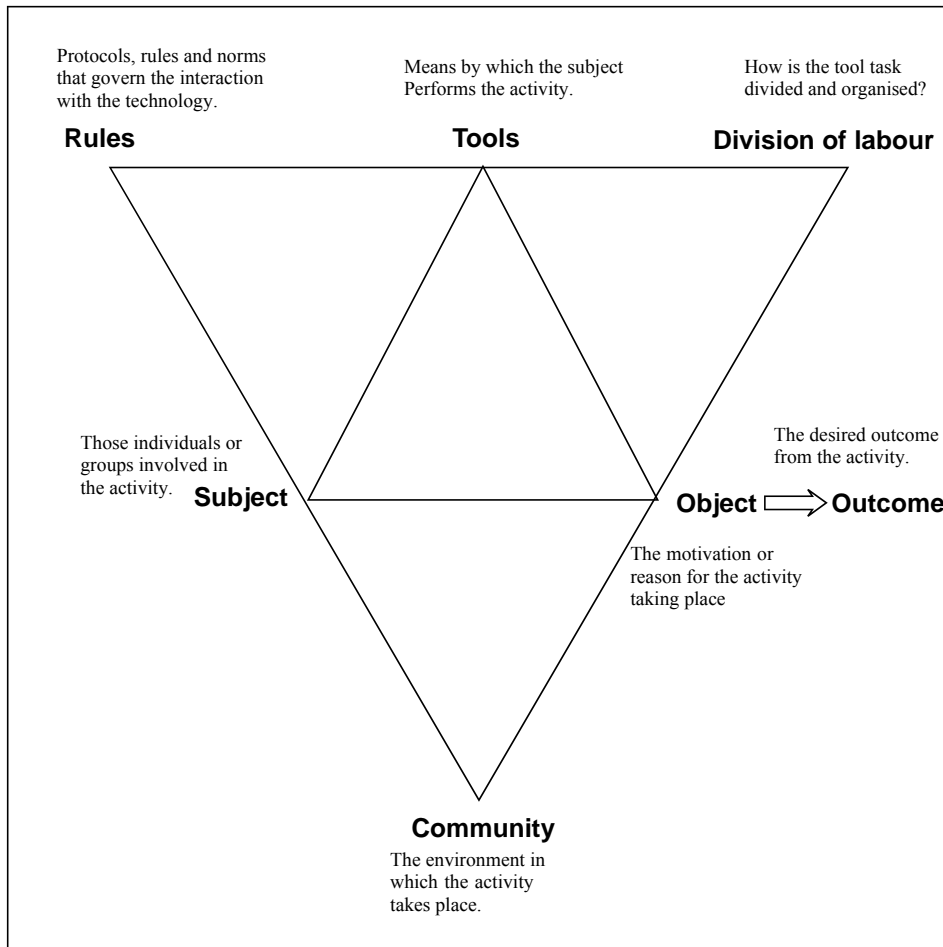 Protocols, rules and norms
that govern the interaction
with the technology.
Rules
Means by which the subject
Performs the activity.
Tools
How is the tool task
divided and organised?
Division of labour
Those individuals or
groups involved in
the activity.
Subject
The desired outcome
from the activity.
Object
Outcome
The motivation or
reason for the activity
taking place
Community
The environment in
which the activity
takes place.